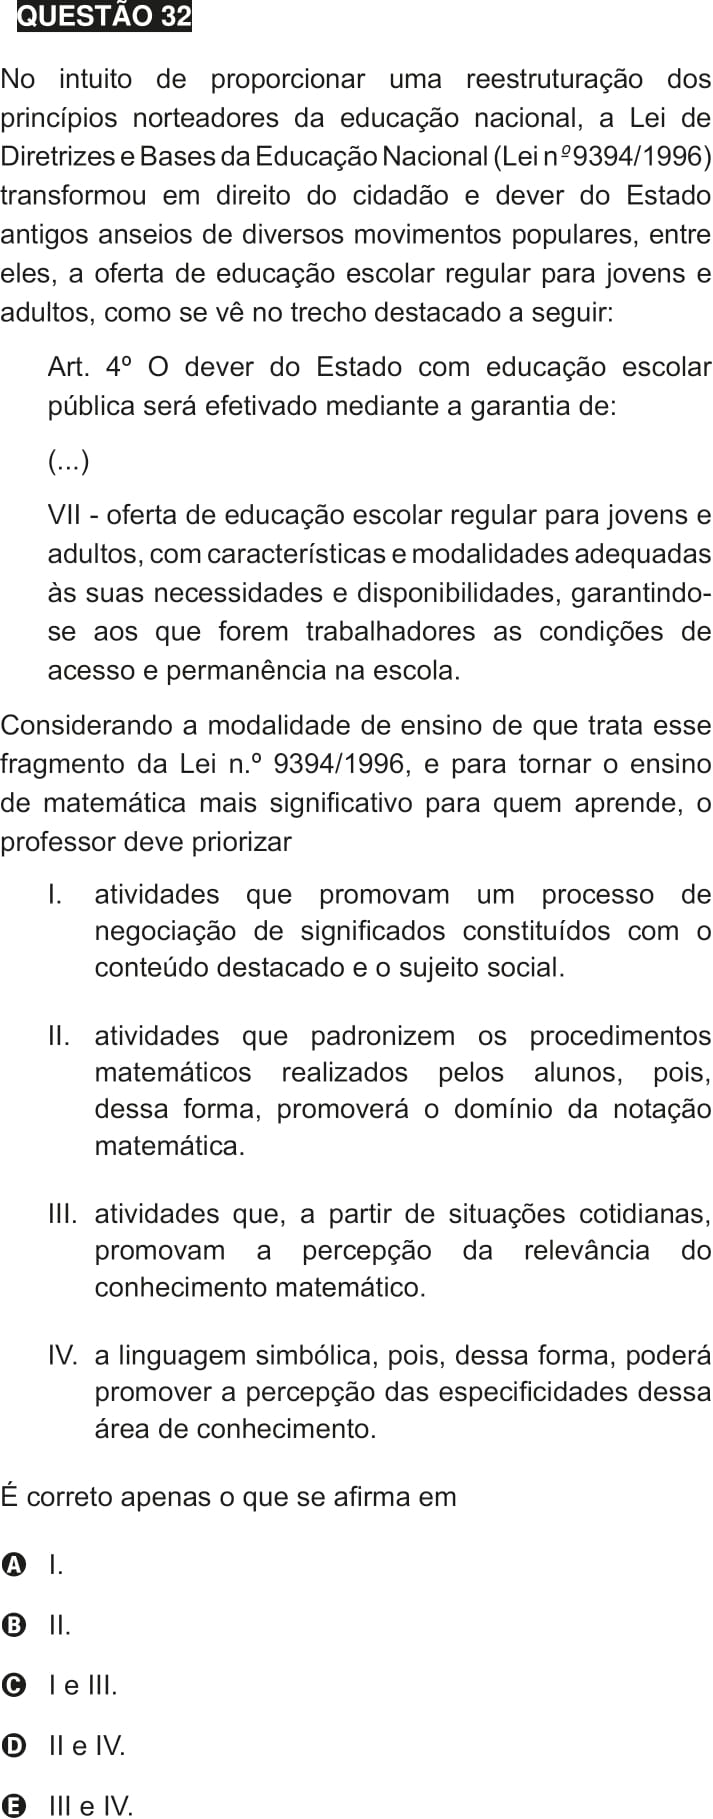 QUESTÃO 32
No intuito de proporcionar uma reestruturação dos
princípios norteadores da educação nacional, a Lei de
Diretrizes e Bases da Educação Nacional (Lei nº 9394/1996)
transformou em direito do cidadão e dever do Estado
antigos anseios de diversos movimentos populares, entre
eles, a oferta de educação escolar regular para jovens e
adultos, como se vê no trecho destacado a seguir:
Art. 4º O dever do Estado com educação escolar
pública será efetivado mediante a garantia de:
(...)
VII - oferta de educação escolar regular para jovens e
adultos, com características e modalidades adequadas
às suas necessidades e disponibilidades, garantindo-
se aos que forem trabalhadores as condições de
acesso e permanência na escola.
Considerando a modalidade de ensino de que trata esse
fragmento da Lei n.º 9394/1996, e para tornar o ensino
de matemática mais significativo para quem aprende, o
professor deve priorizar
I. atividades que promovam um processo de
negociação de significados constituídos com o
conteúdo destacado e o sujeito social.
II. atividades que padronizem os procedimentos
matemáticos realizados pelos alunos, pois,
dessa forma, promoverá o domínio da notação
matemática.
III. atividades que, a partir de situações cotidianas,
promovam a percepção da relevância do
conhecimento matemático.
IV. a linguagem simbólica, pois, dessa forma, poderá
promover a percepção das especificidades dessa
área de conhecimento.
É correto apenas o que se afirma em
A I.
B II.
C I e III.
D II e IV.
E III e IV.